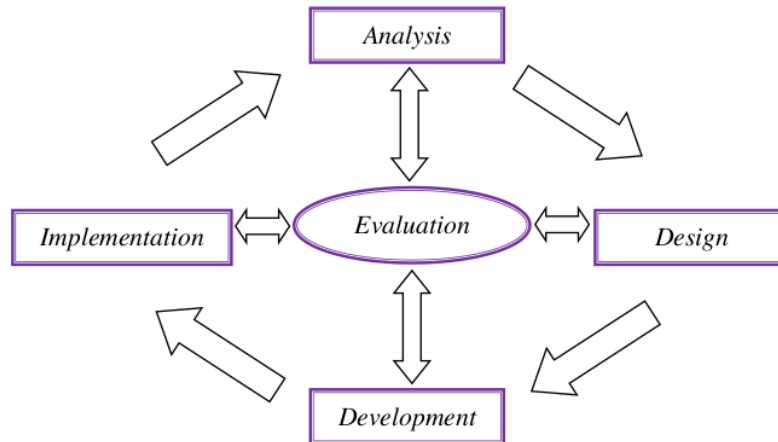 Analysis
Implementation
Evaluation
Design
Development